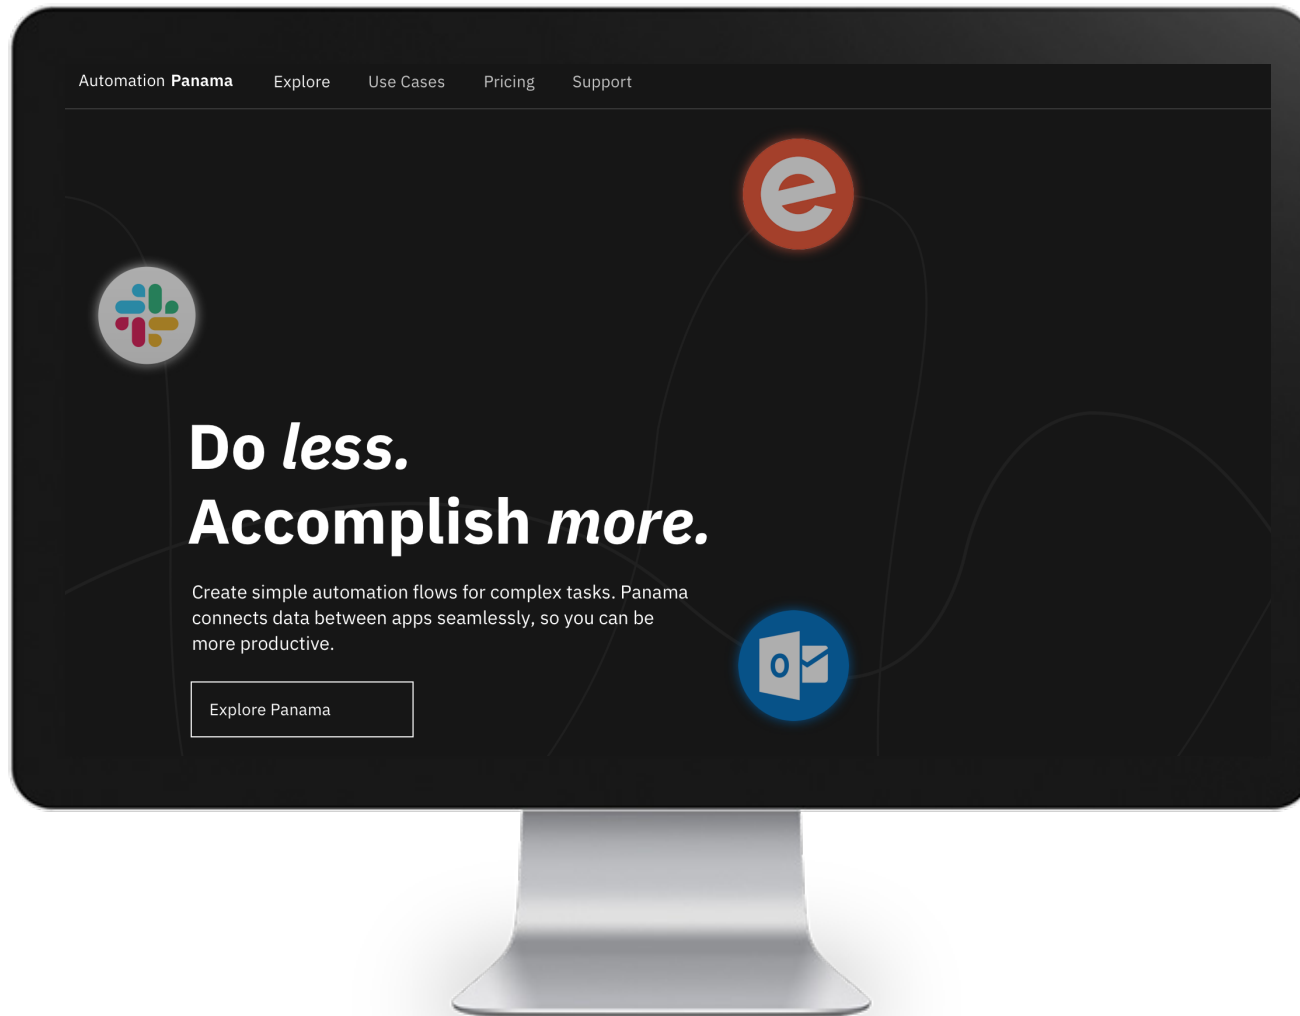 Automation Panama Explore Use Cases Pricing Support
e
Do less.
Accomplish more.
Create simple automation flows for complex tasks. Panama
connects data between apps seamlessly, so you can be
more productive.
O
Explore Panama